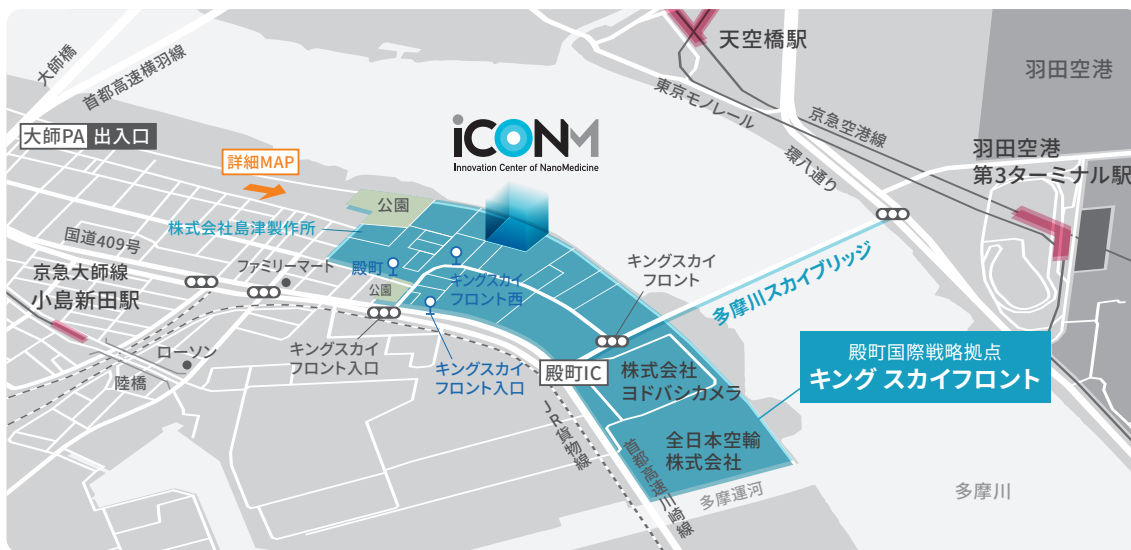 天空橋駅
羽田空港
大師橋
首都高速横羽線
東京モノレール
京急空港線
大師PA 出入口
iCONM
Innovation Center of NanoMedicine
環八通り
羽田空港
第3ターミナル駅
詳細MAP
公園
株式会社島津製作所
国道409号
京急大師線
小島新田駅
ファミリーマート
殿町
キングスカイ
フロント西
公園
キングスカイ
フロント
多摩川スカイブリッジ
ローソン
陸橋
キングスカイ
フロント入口
キングスカイ
フロント入口
殿町IC
株式会社
ヨドバシカメラ
殿町国際戦略拠点
キング スカイフロント
JR貨物線
首都高速川崎線
全日本空輸
株式会社
多摩運河
多摩川